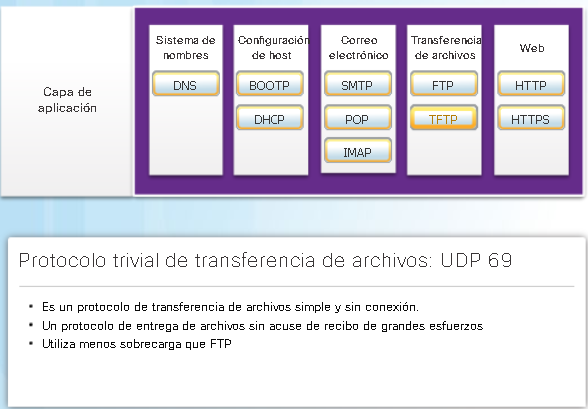 Capa de
aplicación
Sistema de
nombres
DNS
Configuración
de host
BOOTP
DHCP
Correo
electrónico
SMTP
POP
IMAP
Transferencia
de archivos
FTP
TFTP
Web
HTTP
HTTPS
Protocolo trivial de transferencia de archivos: UDP 69
• Es un protocolo de transferencia de archivos simple y sin conexión.
• Un protocolo de entrega de archivos sin acuse de recibo de grandes esfuerzos
• Utiliza menos sobrecarga que FTP